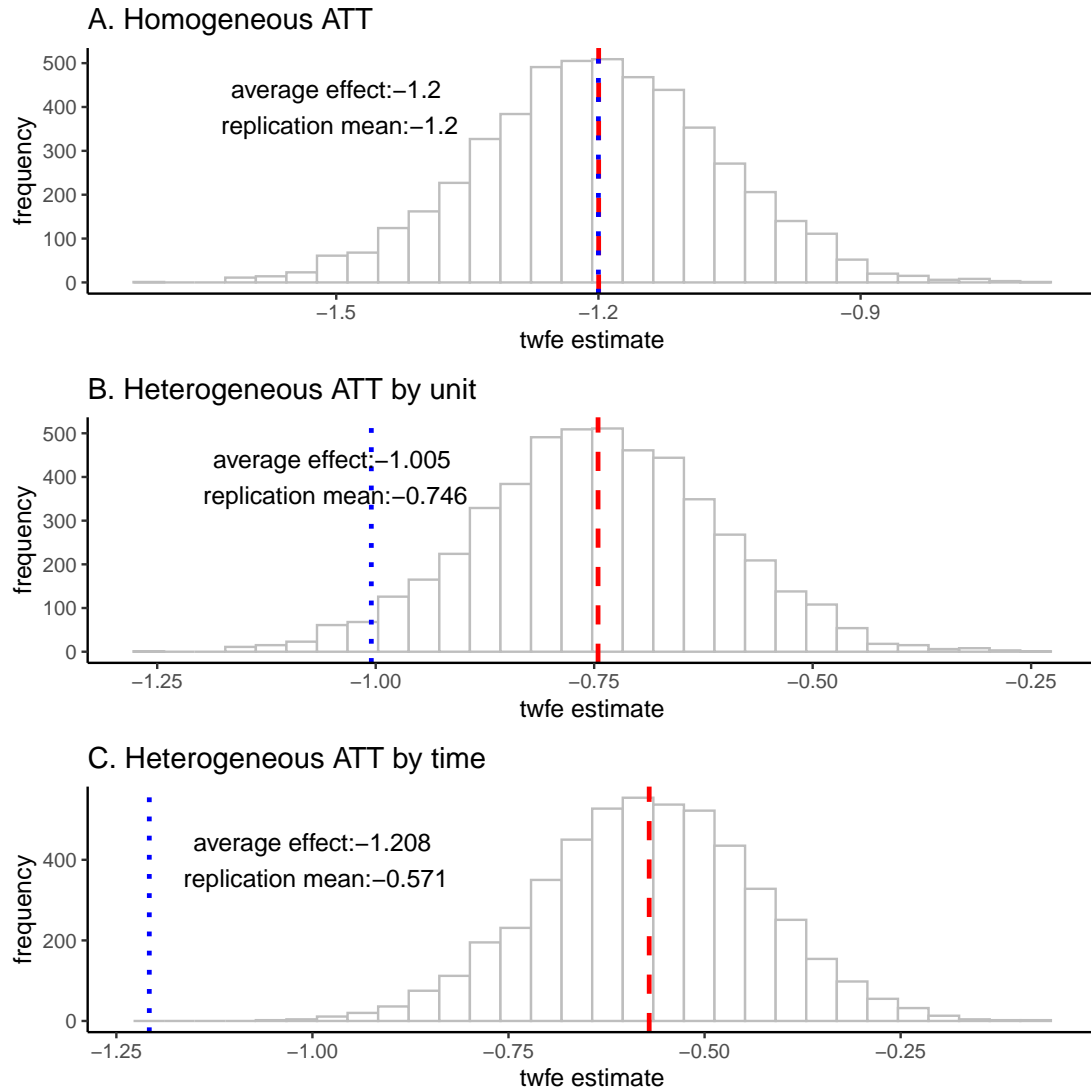 A. Homogeneous ATT
500
400
300
200
100
0
frequency
average effect:−1.2
replication mean:−1.2
−1.5
−1.2
−0.9
twfe estimate
B. Heterogeneous ATT by unit
500
400
300
200
100
0
frequency
average effect:−1.005
replication mean:−0.746
−1.25
−1.00
−0.75
−0.50
−0.25
twfe estimate
C. Heterogeneous ATT by time
400
200
0
frequency
average effect:−1.208
replication mean:−0.571
−1.25
−1.00
−0.75
−0.50
−0.25
twfe estimate